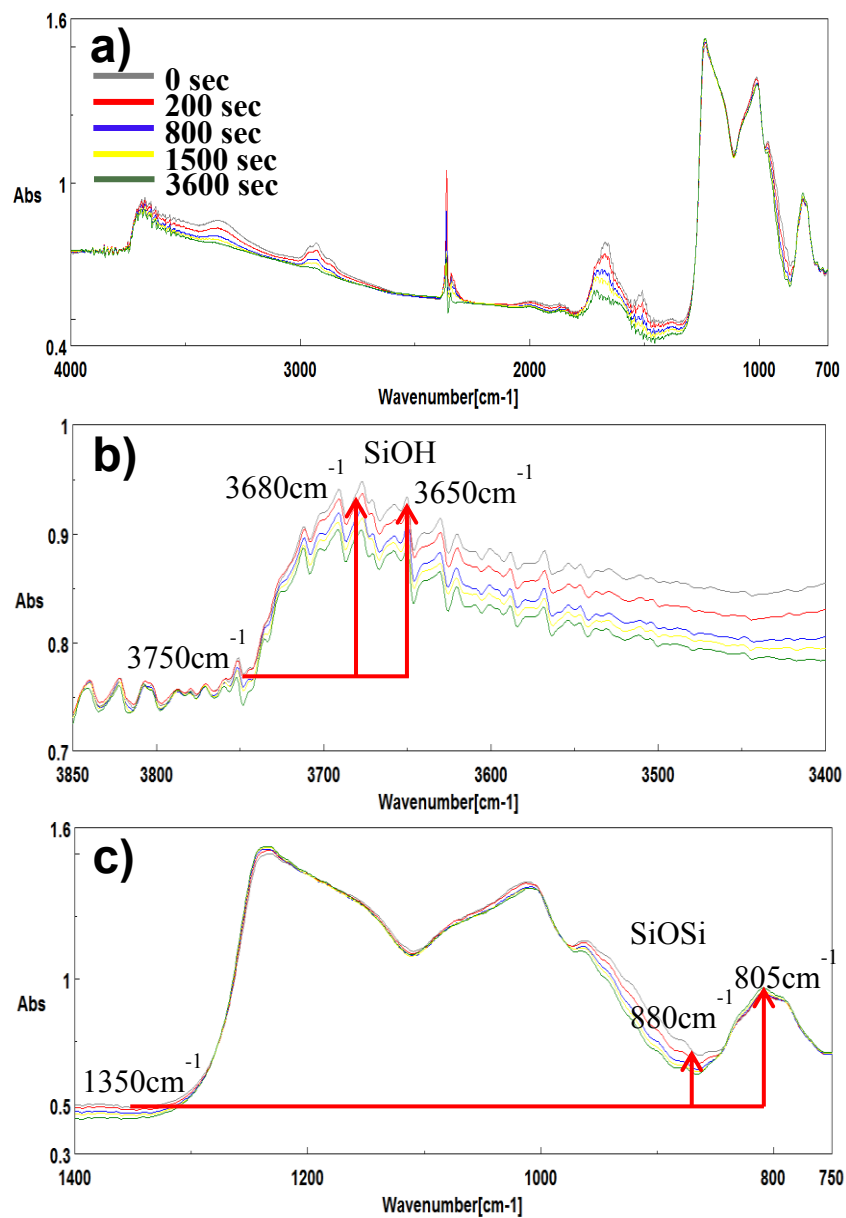 a)
0 sec
200 sec
800 sec
1500 sec
3600 sec
1.6
1
0.4
Abs
4000 3000 2000 1000 700
Wavenumber[cm-1]
b)
SiOH
3680cm-1 3650cm-1
3750cm-1
1
0.9
0.8
0.7
Abs
3850 3800 3700 3600 3500 3400
Wavenumber[cm-1]
c)
SiOSi
805cm-1
880cm-1
1350cm-1
1.6
1
0.5
0.3
Abs
1400 1200 1000 800 750
Wavenumber[cm-1]